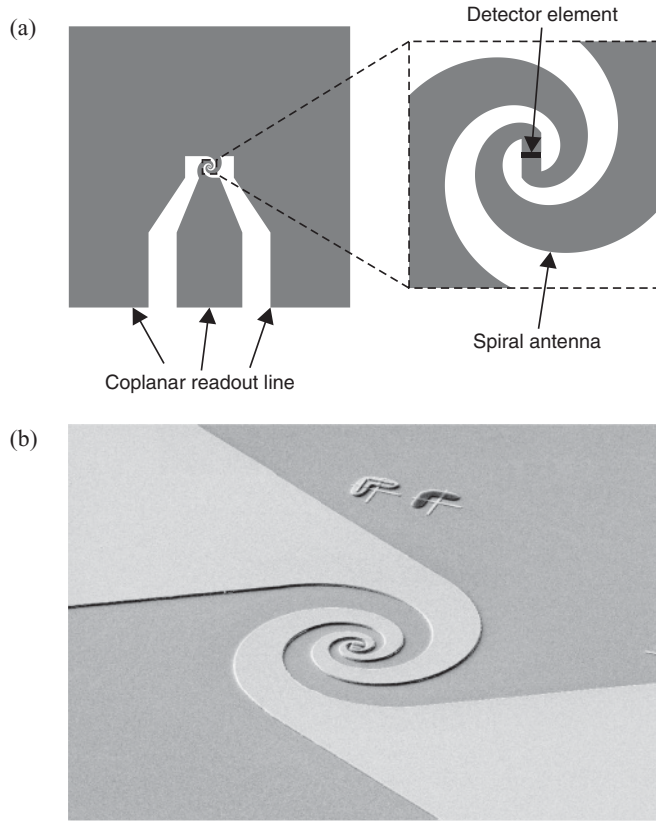 (a)
Detector element
Spiral antenna
Coplanar readout line
(b)